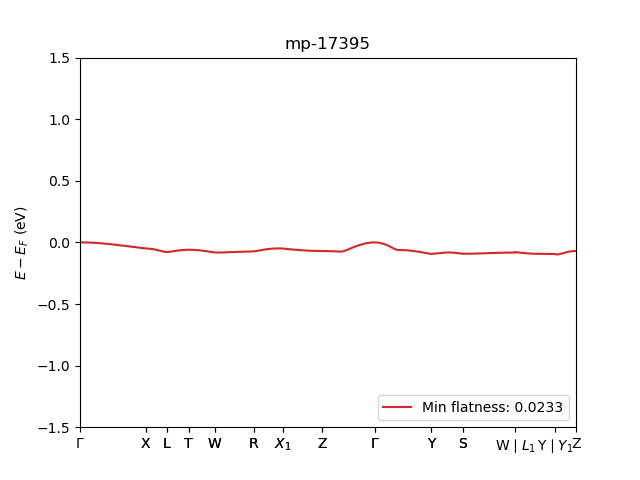 mp-17395
E − E_F (eV)
1.5
1.0
0.5
0.0
−0.5
−1.0
−1.5
Min flatness: 0.0233
Γ X L T W R X₁ Z Γ Y S W | L₁ Y | Y₁ Z